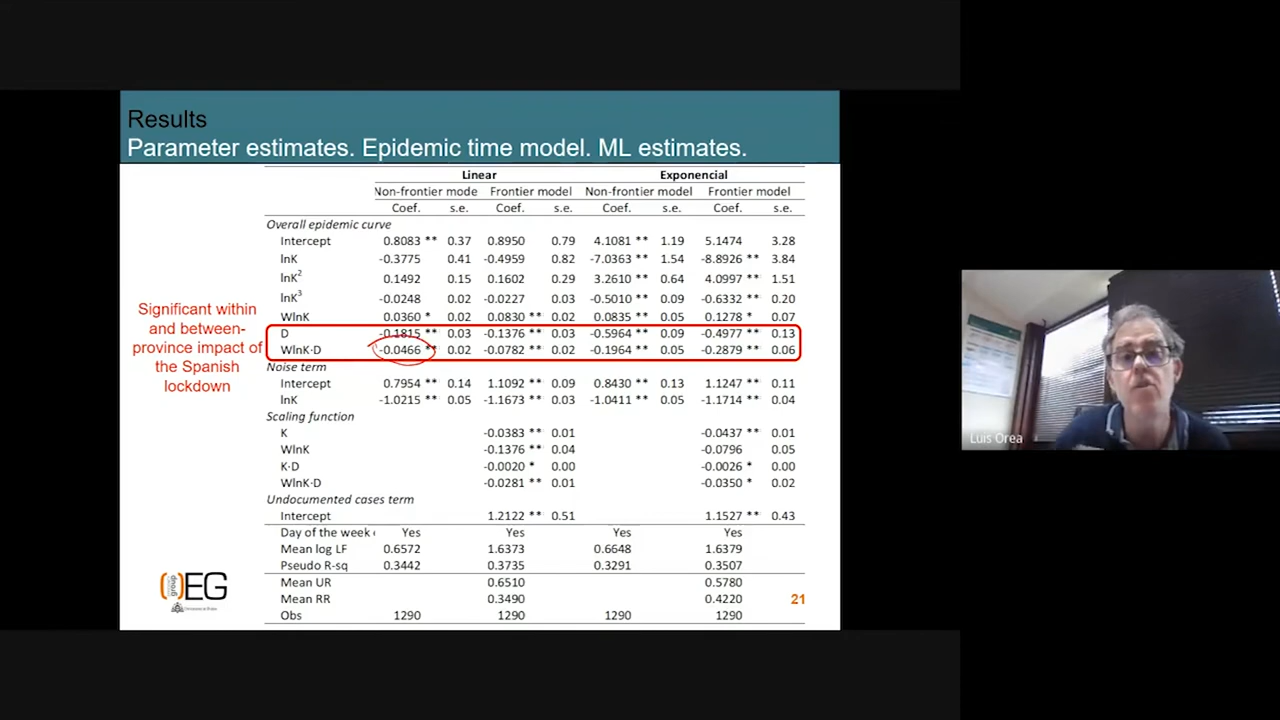 Results
Parameter estimates. Epidemic time model. ML estimates.
Linear Exponencial
Non-frontier mode Frontier model Non-frontier model Frontier model
Coef. s.e. Coef. s.e. Coef. s.e. Coef. s.e.
Overall epidemic curve
Intercept 0.8083 ** 0.37 0.8950 0.79 4.1081 ** 1.19 5.1474 3.28
lnK -0.3775 0.41 -0.4959 0.82 -7.0363 ** 1.54 -8.8926 ** 3.84
lnK² 0.1492 0.15 0.1602 0.29 3.2610 ** 0.64 4.0997 ** 1.51
lnK³ -0.0248 0.02 -0.0227 0.03 -0.5010 ** 0.09 -0.6332 ** 0.20
WlnK 0.0360 * 0.02 0.0830 ** 0.02 0.0835 ** 0.05 0.1278 * 0.07
D -0.1815 ** 0.03 -0.1376 ** 0.03 -0.5964 ** 0.09 -0.4977 ** 0.13
WlnK·D -0.0466 ** 0.02 -0.0782 ** 0.02 -0.1964 ** 0.05 -0.2879 ** 0.06
Noise term
Intercept 0.7954 ** 0.14 1.1092 ** 0.09 0.8430 ** 0.13 1.1247 ** 0.11
lnK -1.0215 ** 0.05 -1.1673 ** 0.03 -1.0411 ** 0.05 -1.1714 ** 0.04
Scaling function
K -0.0383 ** 0.01 -0.0437 ** 0.01
WlnK -0.1376 ** 0.04 -0.0796 0.05
K·D -0.0020 * 0.00 -0.0026 * 0.00
WlnK·D -0.0281 ** 0.01 -0.0350 * 0.02
Undocumented cases term
Intercept 1.2122 ** 0.51 1.1527 ** 0.43
Day of the week Yes Yes Yes Yes
Mean log LF 0.6572 1.6373 0.6648 1.6379
Pseudo R-sq 0.3442 0.3735 0.3291 0.3507
Mean UR 0.6510 0.5780
Mean RR 0.3490 0.4220
Obs 1290 1290 1290 1290
Significant within
and between-
province impact of
the Spanish
lockdown
OEG
group
21
Luis Orea